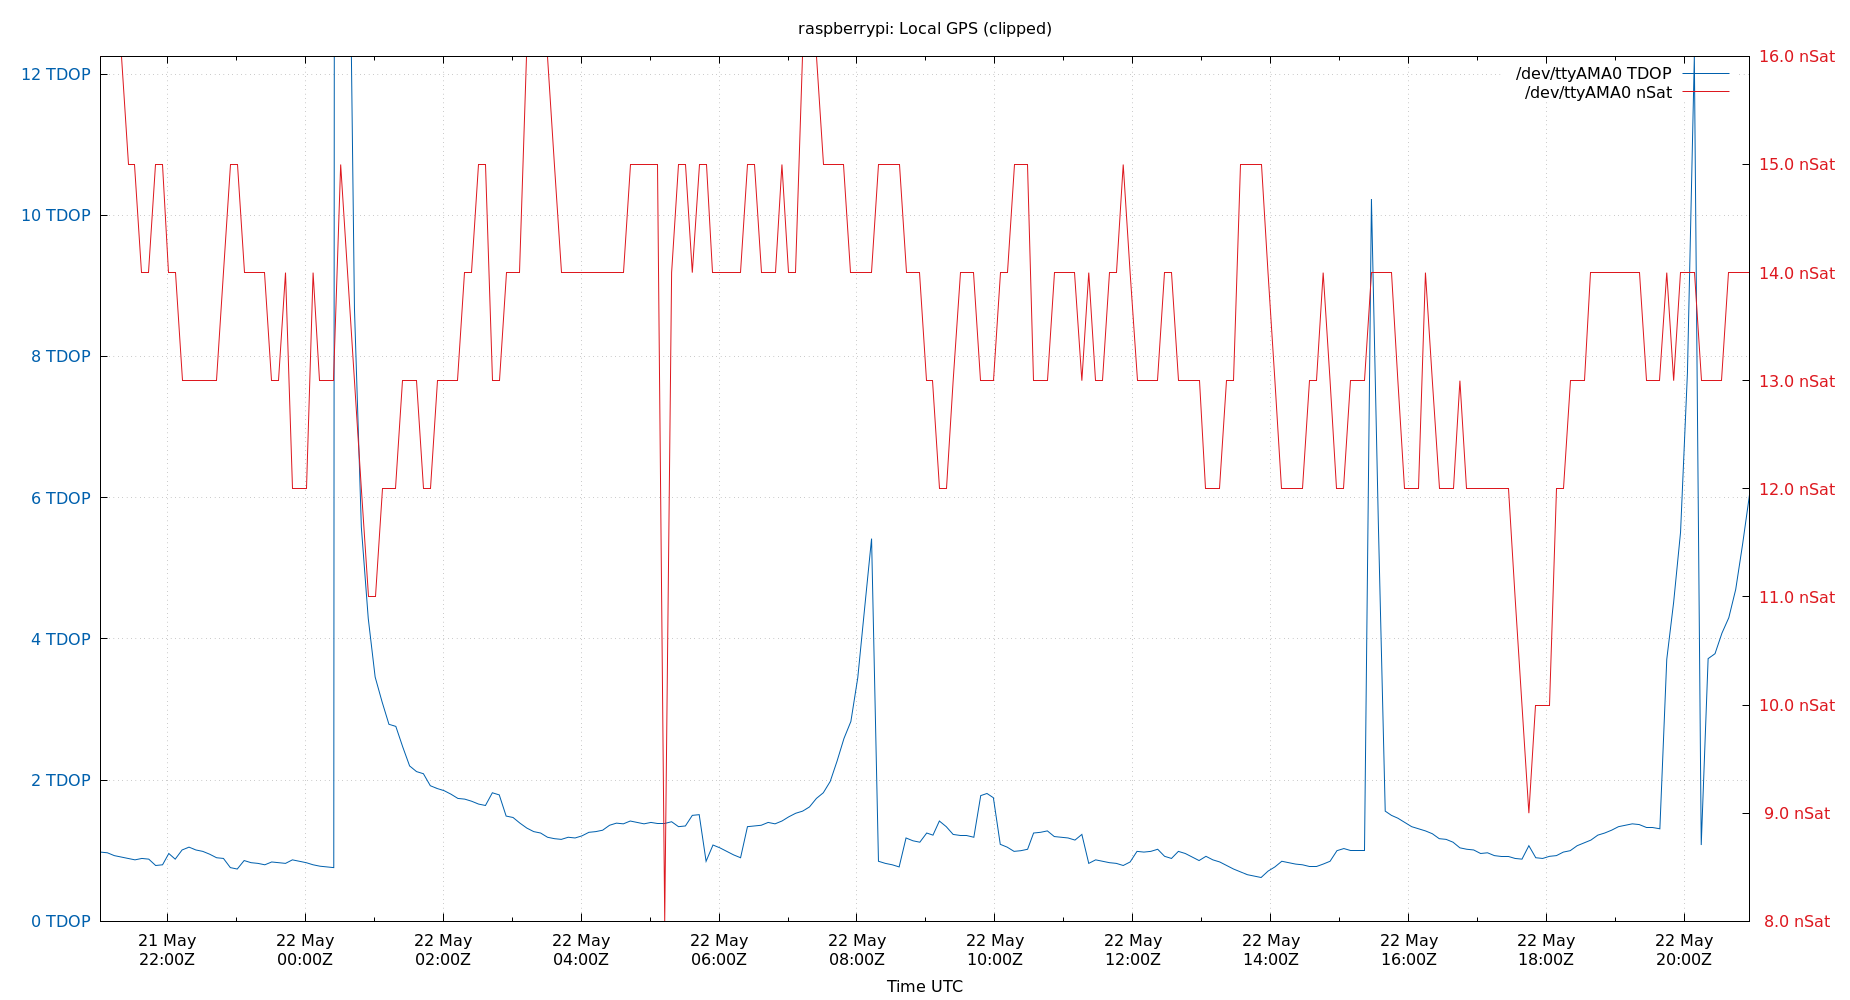 raspberrypi: Local GPS (clipped)
/dev/ttyAMA0 TDOP
/dev/ttyAMA0 nSat
12 TDOP
10 TDOP
8 TDOP
6 TDOP
4 TDOP
2 TDOP
0 TDOP
16.0 nSat
15.0 nSat
14.0 nSat
13.0 nSat
12.0 nSat
11.0 nSat
10.0 nSat
9.0 nSat
8.0 nSat
21 May
22:00Z
22 May
00:00Z
22 May
02:00Z
22 May
04:00Z
22 May
06:00Z
22 May
08:00Z
22 May
10:00Z
22 May
12:00Z
22 May
14:00Z
22 May
16:00Z
22 May
18:00Z
22 May
20:00Z
Time UTC